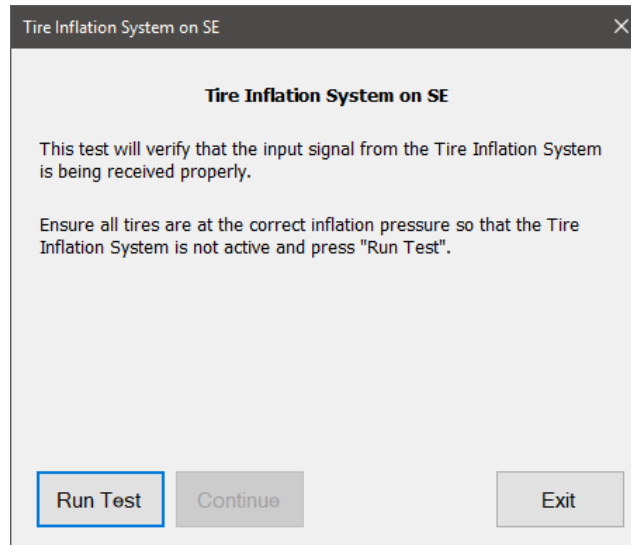 Tire Inflation System on SE
Tire Inflation System on SE
This test will verify that the input signal from the Tire Inflation System
is being received properly.
Ensure all tires are at the correct inflation pressure so that the Tire
Inflation System is not active and press "Run Test".
Run Test Continue Exit